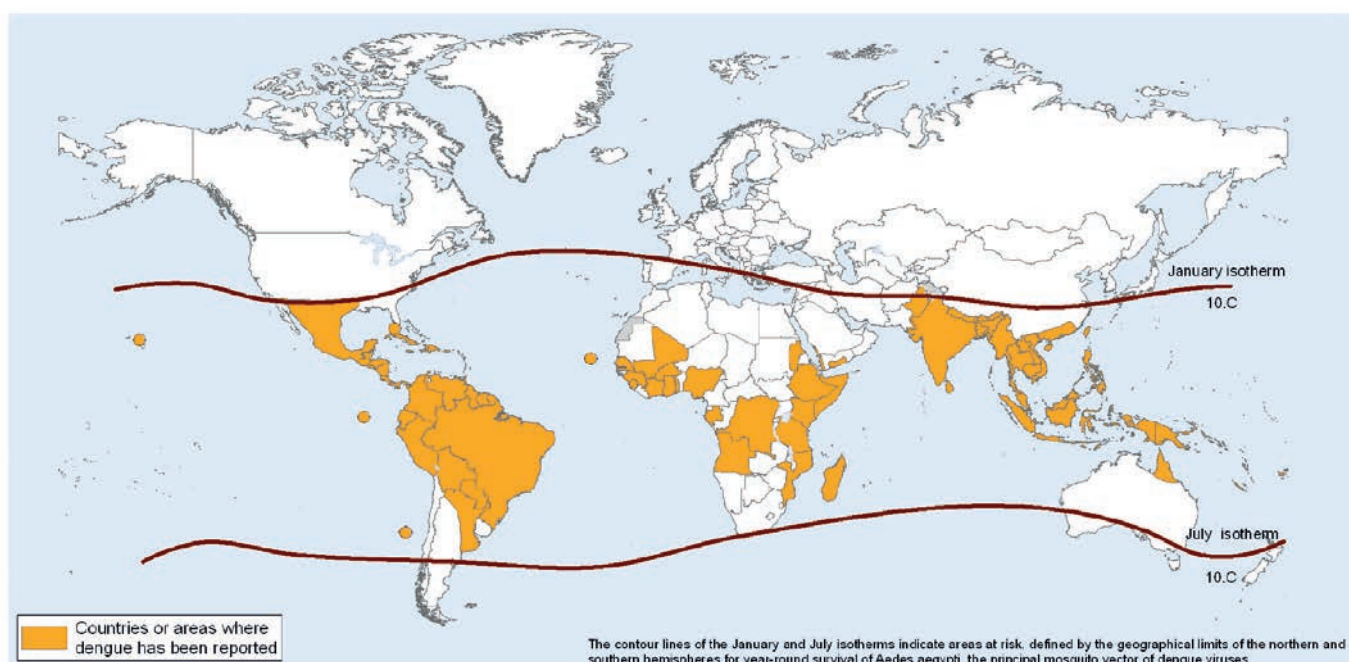 January isotherm
10.C
July isotherm
10.C
Countries or areas where
dengue has been reported
The contour lines of the January and July isotherms indicate areas at risk, defined by the geographical limits of the northern and
southern hemispheres for year-round survival of Aedes aegypti, the principal mosquito vector of dengue viruses.